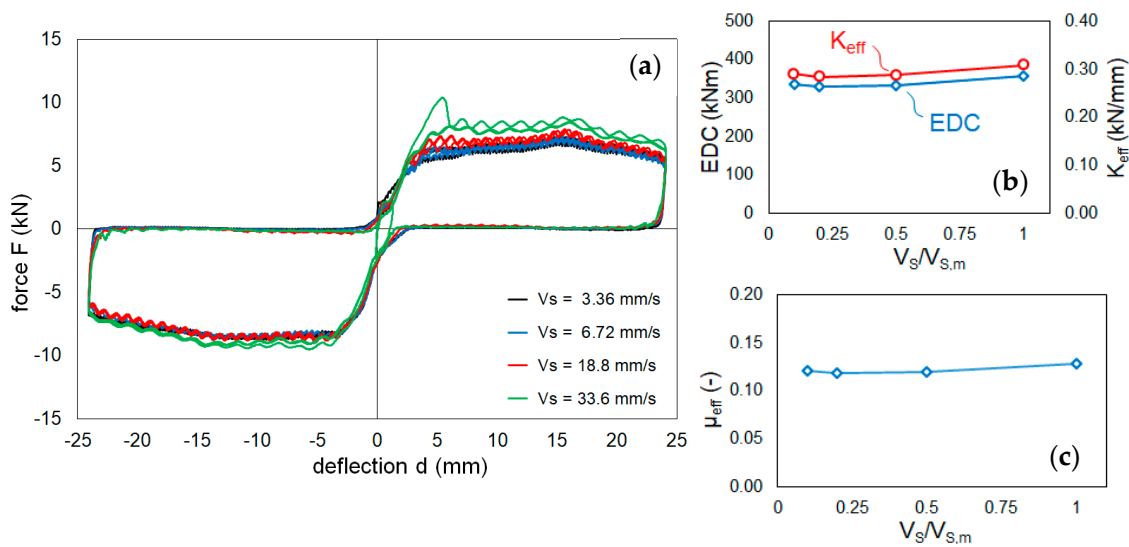 (a)
15
10
5
0
-5
-10
-15
force F (kN)
-25 -20 -15 -10 -5 0 5 10 15 20 25
deflection d (mm)
Vs = 3.36 mm/s
Vs = 6.72 mm/s
Vs = 18.8 mm/s
Vs = 33.6 mm/s
(b)
500
400
300
200
100
0
EDC (kNm)
Keff
EDC
0.40
0.30
0.20
0.10
0.00
Keff (kN/mm)
0 0.25 0.5 0.75 1
VS/VS,m
0.20
0.15
0.10
0.05
0.00
μeff (-)
(c)
0 0.25 0.5 0.75 1
VS/VS,m